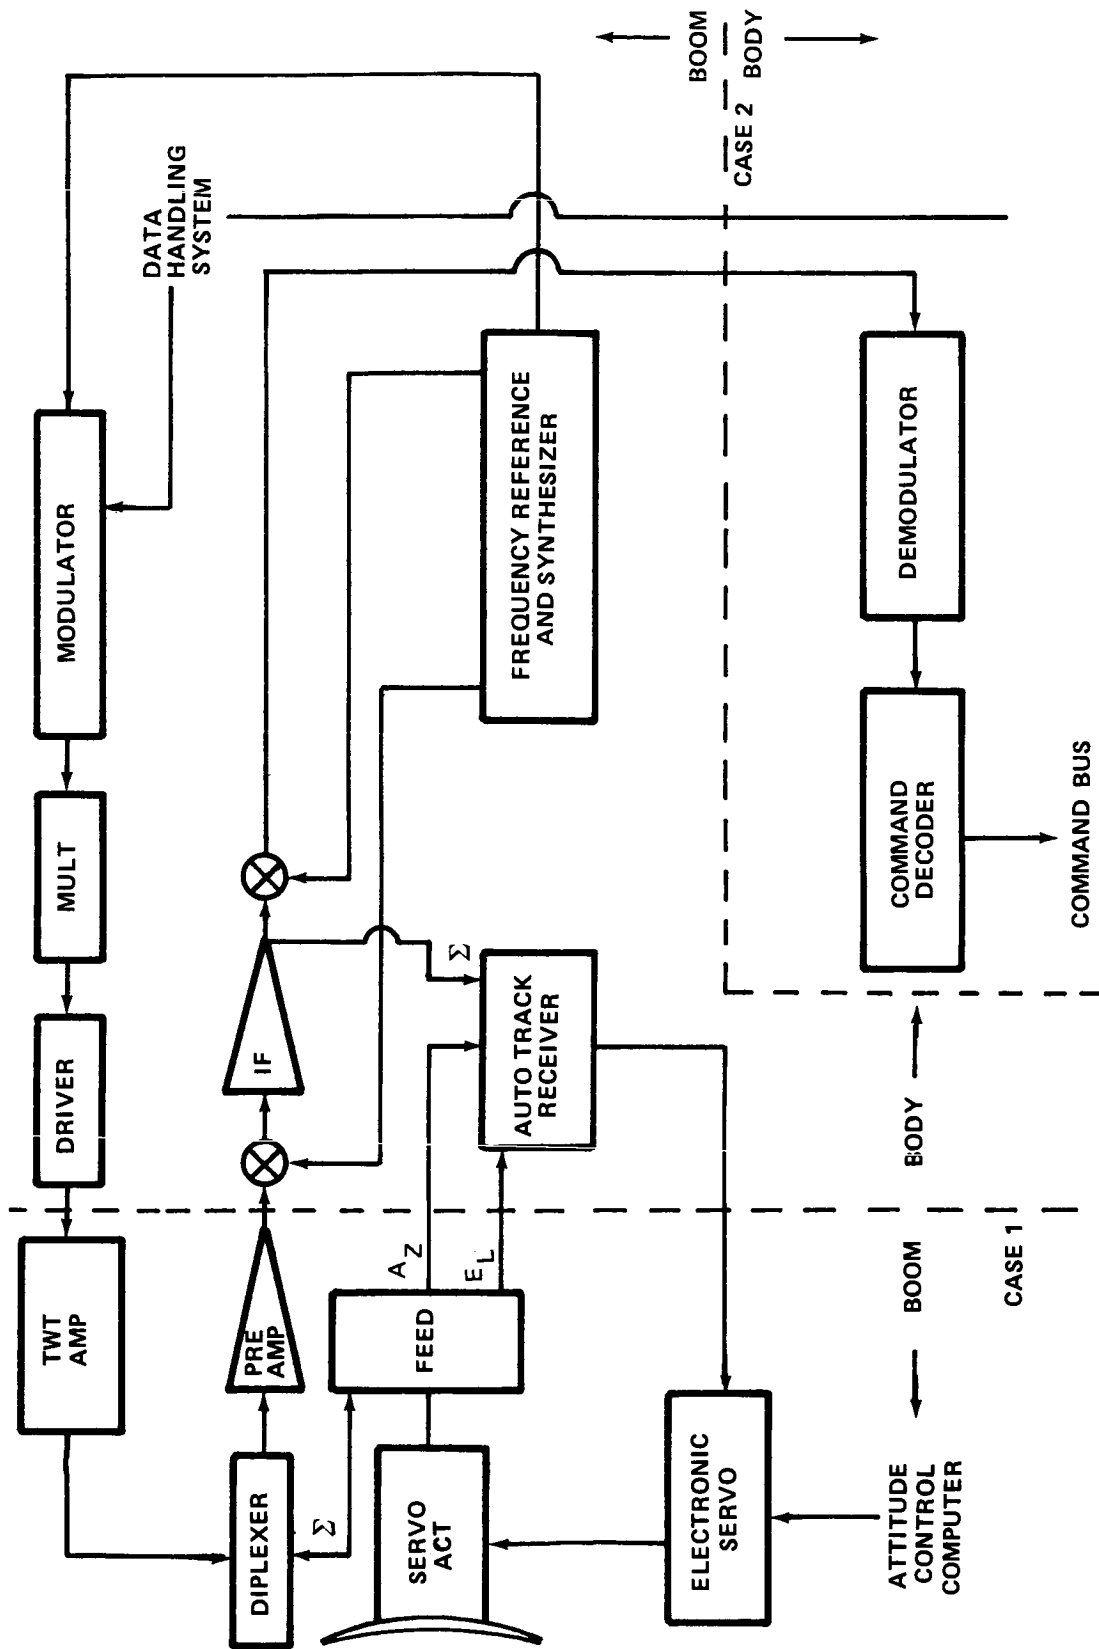 TWT
AMP
DRIVER
MULT
MODULATOR
DATA
HANDLING
SYSTEM
DIPLEXER
PRE
AMP
IF
Σ
SERVO
ACT
FEED
AZ
EL
Σ
AUTO TRACK
RECEIVER
FREQUENCY REFERENCE
AND SYNTHESIZER
ELECTRONIC
SERVO
BOOM
BODY
CASE 2
ATTITUDE
CONTROL
COMPUTER
BOOM
BODY
CASE 1
COMMAND
DECODER
DEMODULATOR
COMMAND BUS